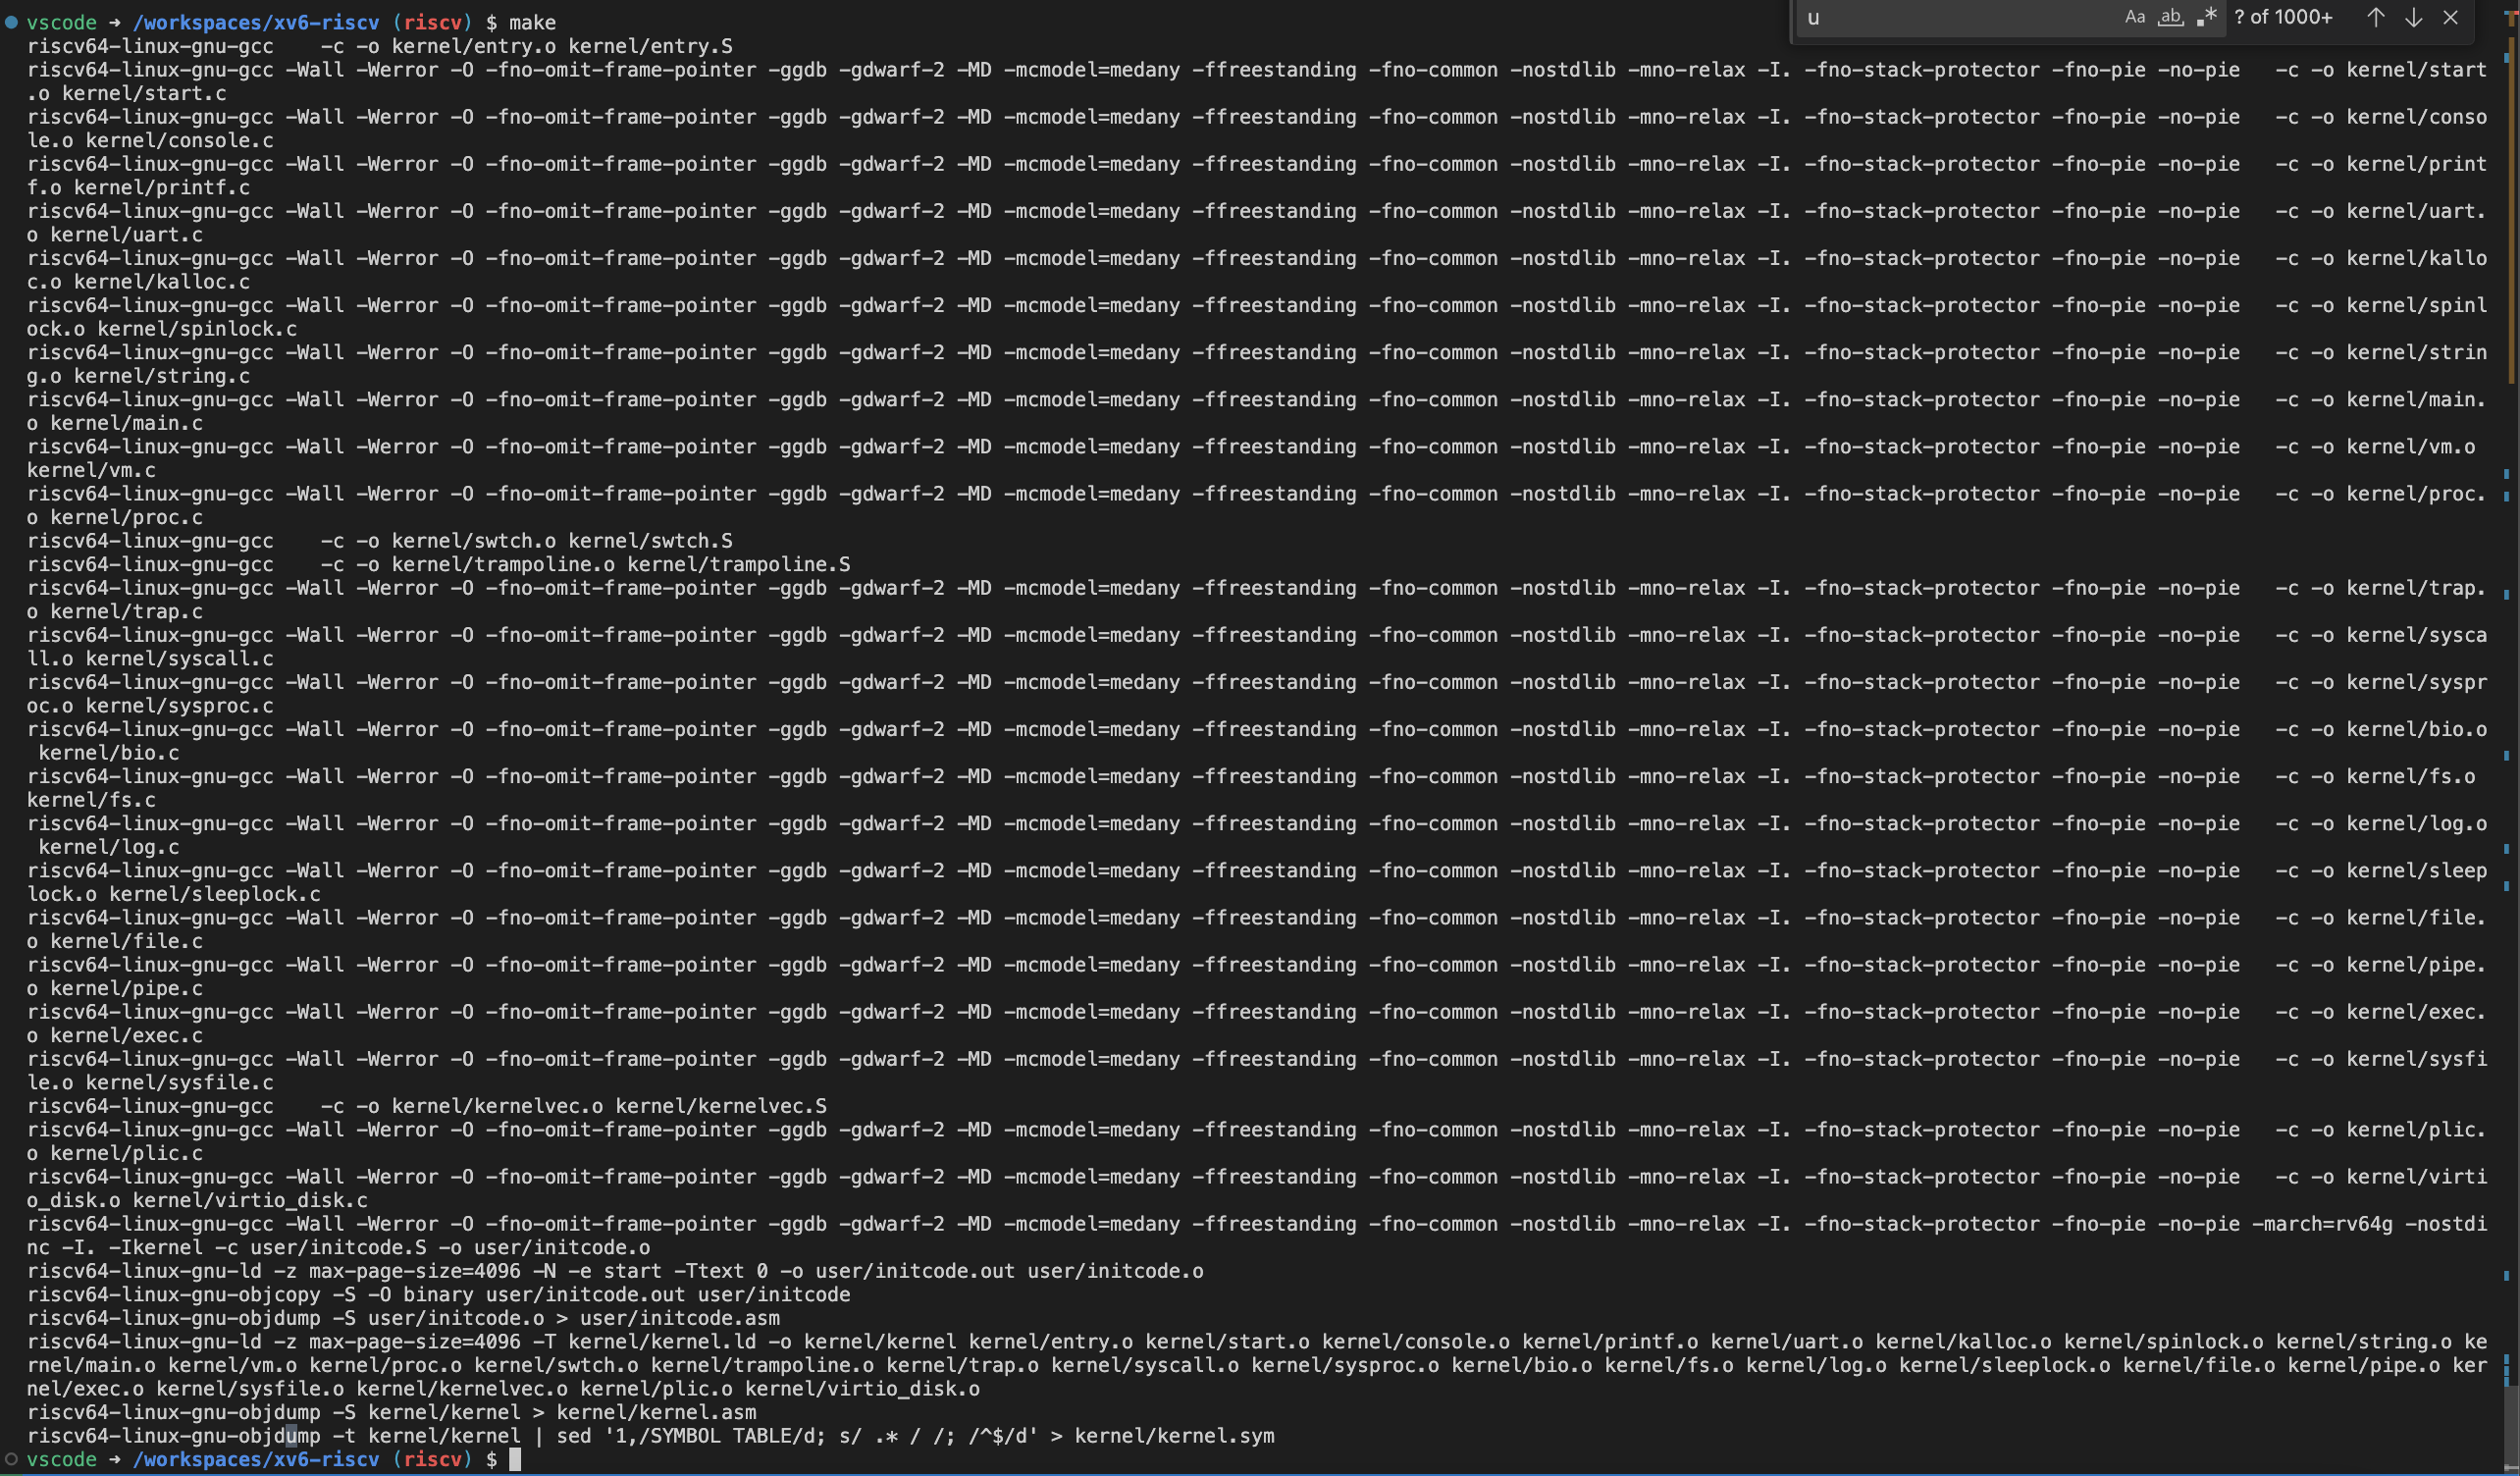 vscode → /workspaces/xv6-riscv (riscv) $ make
u
Aa ab .* ? of 1000+ ↑ ↓ ×
riscv64-linux-gnu-gcc    -c -o kernel/entry.o kernel/entry.S
riscv64-linux-gnu-gcc -Wall -Werror -O -fno-omit-frame-pointer -ggdb -gdwarf-2 -MD -mcmodel=medany -ffreestanding -fno-common -nostdlib -mno-relax -I. -fno-stack-protector -fno-pie -no-pie   -c -o kernel/start
.o kernel/start.c
riscv64-linux-gnu-gcc -Wall -Werror -O -fno-omit-frame-pointer -ggdb -gdwarf-2 -MD -mcmodel=medany -ffreestanding -fno-common -nostdlib -mno-relax -I. -fno-stack-protector -fno-pie -no-pie   -c -o kernel/conso
le.o kernel/console.c
riscv64-linux-gnu-gcc -Wall -Werror -O -fno-omit-frame-pointer -ggdb -gdwarf-2 -MD -mcmodel=medany -ffreestanding -fno-common -nostdlib -mno-relax -I. -fno-stack-protector -fno-pie -no-pie   -c -o kernel/print
f.o kernel/printf.c
riscv64-linux-gnu-gcc -Wall -Werror -O -fno-omit-frame-pointer -ggdb -gdwarf-2 -MD -mcmodel=medany -ffreestanding -fno-common -nostdlib -mno-relax -I. -fno-stack-protector -fno-pie -no-pie   -c -o kernel/uart.
o kernel/uart.c
riscv64-linux-gnu-gcc -Wall -Werror -O -fno-omit-frame-pointer -ggdb -gdwarf-2 -MD -mcmodel=medany -ffreestanding -fno-common -nostdlib -mno-relax -I. -fno-stack-protector -fno-pie -no-pie   -c -o kernel/kallo
c.o kernel/kalloc.c
riscv64-linux-gnu-gcc -Wall -Werror -O -fno-omit-frame-pointer -ggdb -gdwarf-2 -MD -mcmodel=medany -ffreestanding -fno-common -nostdlib -mno-relax -I. -fno-stack-protector -fno-pie -no-pie   -c -o kernel/spinl
ock.o kernel/spinlock.c
riscv64-linux-gnu-gcc -Wall -Werror -O -fno-omit-frame-pointer -ggdb -gdwarf-2 -MD -mcmodel=medany -ffreestanding -fno-common -nostdlib -mno-relax -I. -fno-stack-protector -fno-pie -no-pie   -c -o kernel/strin
g.o kernel/string.c
riscv64-linux-gnu-gcc -Wall -Werror -O -fno-omit-frame-pointer -ggdb -gdwarf-2 -MD -mcmodel=medany -ffreestanding -fno-common -nostdlib -mno-relax -I. -fno-stack-protector -fno-pie -no-pie   -c -o kernel/main.
o kernel/main.c
riscv64-linux-gnu-gcc -Wall -Werror -O -fno-omit-frame-pointer -ggdb -gdwarf-2 -MD -mcmodel=medany -ffreestanding -fno-common -nostdlib -mno-relax -I. -fno-stack-protector -fno-pie -no-pie   -c -o kernel/vm.o
kernel/vm.c
riscv64-linux-gnu-gcc -Wall -Werror -O -fno-omit-frame-pointer -ggdb -gdwarf-2 -MD -mcmodel=medany -ffreestanding -fno-common -nostdlib -mno-relax -I. -fno-stack-protector -fno-pie -no-pie   -c -o kernel/proc.
o kernel/proc.c
riscv64-linux-gnu-gcc    -c -o kernel/swtch.o kernel/swtch.S
riscv64-linux-gnu-gcc    -c -o kernel/trampoline.o kernel/trampoline.S
riscv64-linux-gnu-gcc -Wall -Werror -O -fno-omit-frame-pointer -ggdb -gdwarf-2 -MD -mcmodel=medany -ffreestanding -fno-common -nostdlib -mno-relax -I. -fno-stack-protector -fno-pie -no-pie   -c -o kernel/trap.
o kernel/trap.c
riscv64-linux-gnu-gcc -Wall -Werror -O -fno-omit-frame-pointer -ggdb -gdwarf-2 -MD -mcmodel=medany -ffreestanding -fno-common -nostdlib -mno-relax -I. -fno-stack-protector -fno-pie -no-pie   -c -o kernel/sysca
ll.o kernel/syscall.c
riscv64-linux-gnu-gcc -Wall -Werror -O -fno-omit-frame-pointer -ggdb -gdwarf-2 -MD -mcmodel=medany -ffreestanding -fno-common -nostdlib -mno-relax -I. -fno-stack-protector -fno-pie -no-pie   -c -o kernel/syspr
oc.o kernel/sysproc.c
riscv64-linux-gnu-gcc -Wall -Werror -O -fno-omit-frame-pointer -ggdb -gdwarf-2 -MD -mcmodel=medany -ffreestanding -fno-common -nostdlib -mno-relax -I. -fno-stack-protector -fno-pie -no-pie   -c -o kernel/bio.o
 kernel/bio.c
riscv64-linux-gnu-gcc -Wall -Werror -O -fno-omit-frame-pointer -ggdb -gdwarf-2 -MD -mcmodel=medany -ffreestanding -fno-common -nostdlib -mno-relax -I. -fno-stack-protector -fno-pie -no-pie   -c -o kernel/fs.o
kernel/fs.c
riscv64-linux-gnu-gcc -Wall -Werror -O -fno-omit-frame-pointer -ggdb -gdwarf-2 -MD -mcmodel=medany -ffreestanding -fno-common -nostdlib -mno-relax -I. -fno-stack-protector -fno-pie -no-pie   -c -o kernel/log.o
 kernel/log.c
riscv64-linux-gnu-gcc -Wall -Werror -O -fno-omit-frame-pointer -ggdb -gdwarf-2 -MD -mcmodel=medany -ffreestanding -fno-common -nostdlib -mno-relax -I. -fno-stack-protector -fno-pie -no-pie   -c -o kernel/sleep
lock.o kernel/sleeplock.c
riscv64-linux-gnu-gcc -Wall -Werror -O -fno-omit-frame-pointer -ggdb -gdwarf-2 -MD -mcmodel=medany -ffreestanding -fno-common -nostdlib -mno-relax -I. -fno-stack-protector -fno-pie -no-pie   -c -o kernel/file.
o kernel/file.c
riscv64-linux-gnu-gcc -Wall -Werror -O -fno-omit-frame-pointer -ggdb -gdwarf-2 -MD -mcmodel=medany -ffreestanding -fno-common -nostdlib -mno-relax -I. -fno-stack-protector -fno-pie -no-pie   -c -o kernel/pipe.
o kernel/pipe.c
riscv64-linux-gnu-gcc -Wall -Werror -O -fno-omit-frame-pointer -ggdb -gdwarf-2 -MD -mcmodel=medany -ffreestanding -fno-common -nostdlib -mno-relax -I. -fno-stack-protector -fno-pie -no-pie   -c -o kernel/exec.
o kernel/exec.c
riscv64-linux-gnu-gcc -Wall -Werror -O -fno-omit-frame-pointer -ggdb -gdwarf-2 -MD -mcmodel=medany -ffreestanding -fno-common -nostdlib -mno-relax -I. -fno-stack-protector -fno-pie -no-pie   -c -o kernel/sysfi
le.o kernel/sysfile.c
riscv64-linux-gnu-gcc    -c -o kernel/kernelvec.o kernel/kernelvec.S
riscv64-linux-gnu-gcc -Wall -Werror -O -fno-omit-frame-pointer -ggdb -gdwarf-2 -MD -mcmodel=medany -ffreestanding -fno-common -nostdlib -mno-relax -I. -fno-stack-protector -fno-pie -no-pie   -c -o kernel/plic.
o kernel/plic.c
riscv64-linux-gnu-gcc -Wall -Werror -O -fno-omit-frame-pointer -ggdb -gdwarf-2 -MD -mcmodel=medany -ffreestanding -fno-common -nostdlib -mno-relax -I. -fno-stack-protector -fno-pie -no-pie   -c -o kernel/virti
o_disk.o kernel/virtio_disk.c
riscv64-linux-gnu-gcc -Wall -Werror -O -fno-omit-frame-pointer -ggdb -gdwarf-2 -MD -mcmodel=medany -ffreestanding -fno-common -nostdlib -mno-relax -I. -fno-stack-protector -fno-pie -no-pie -march=rv64g -nostdi
nc -I. -Ikernel -c user/initcode.S -o user/initcode.o
riscv64-linux-gnu-ld -z max-page-size=4096 -N -e start -Ttext 0 -o user/initcode.out user/initcode.o
riscv64-linux-gnu-objcopy -S -O binary user/initcode.out user/initcode
riscv64-linux-gnu-objdump -S user/initcode.o > user/initcode.asm
riscv64-linux-gnu-ld -z max-page-size=4096 -T kernel/kernel.ld -o kernel/kernel kernel/entry.o kernel/start.o kernel/console.o kernel/printf.o kernel/uart.o kernel/kalloc.o kernel/spinlock.o kernel/string.o ke
rnel/main.o kernel/vm.o kernel/proc.o kernel/swtch.o kernel/trampoline.o kernel/trap.o kernel/syscall.o kernel/sysproc.o kernel/bio.o kernel/fs.o kernel/log.o kernel/sleeplock.o kernel/file.o kernel/pipe.o ker
nel/exec.o kernel/sysfile.o kernel/kernelvec.o kernel/plic.o kernel/virtio_disk.o
riscv64-linux-gnu-objdump -S kernel/kernel > kernel/kernel.asm
riscv64-linux-gnu-objdump -t kernel/kernel | sed '1,/SYMBOL TABLE/d; s/ .* / /; /^$/d' > kernel/kernel.sym
vscode → /workspaces/xv6-riscv (riscv) $